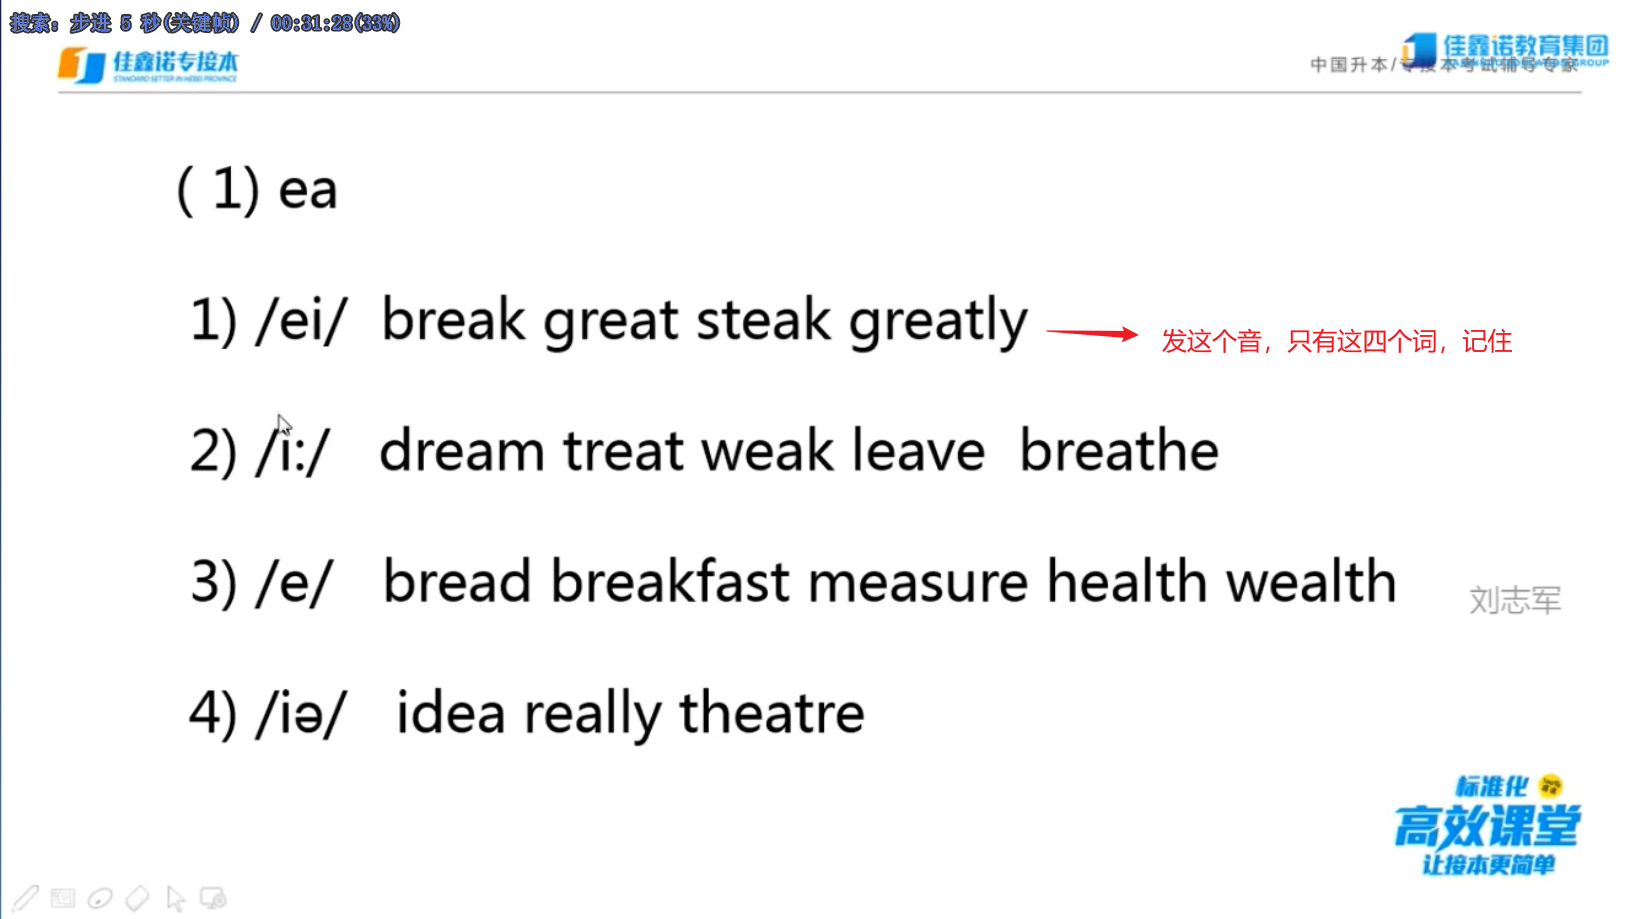 搜索: 步进 5 秒(关键帧) / 00:31:28(33%)
佳鑫诺专接本
STANDARD SETTER IN HEBEI PROVINCE
中国升本/专接本考试辅导专家
佳鑫诺教育集团
( 1) ea
1) /ei/ break great steak greatly
发这个音，只有这四个词，记住
2) /i:/ dream treat weak leave breathe
3) /e/ bread breakfast measure health wealth
刘志军
4) /iə/ idea really theatre
标准化
高效课堂
让接本更简单